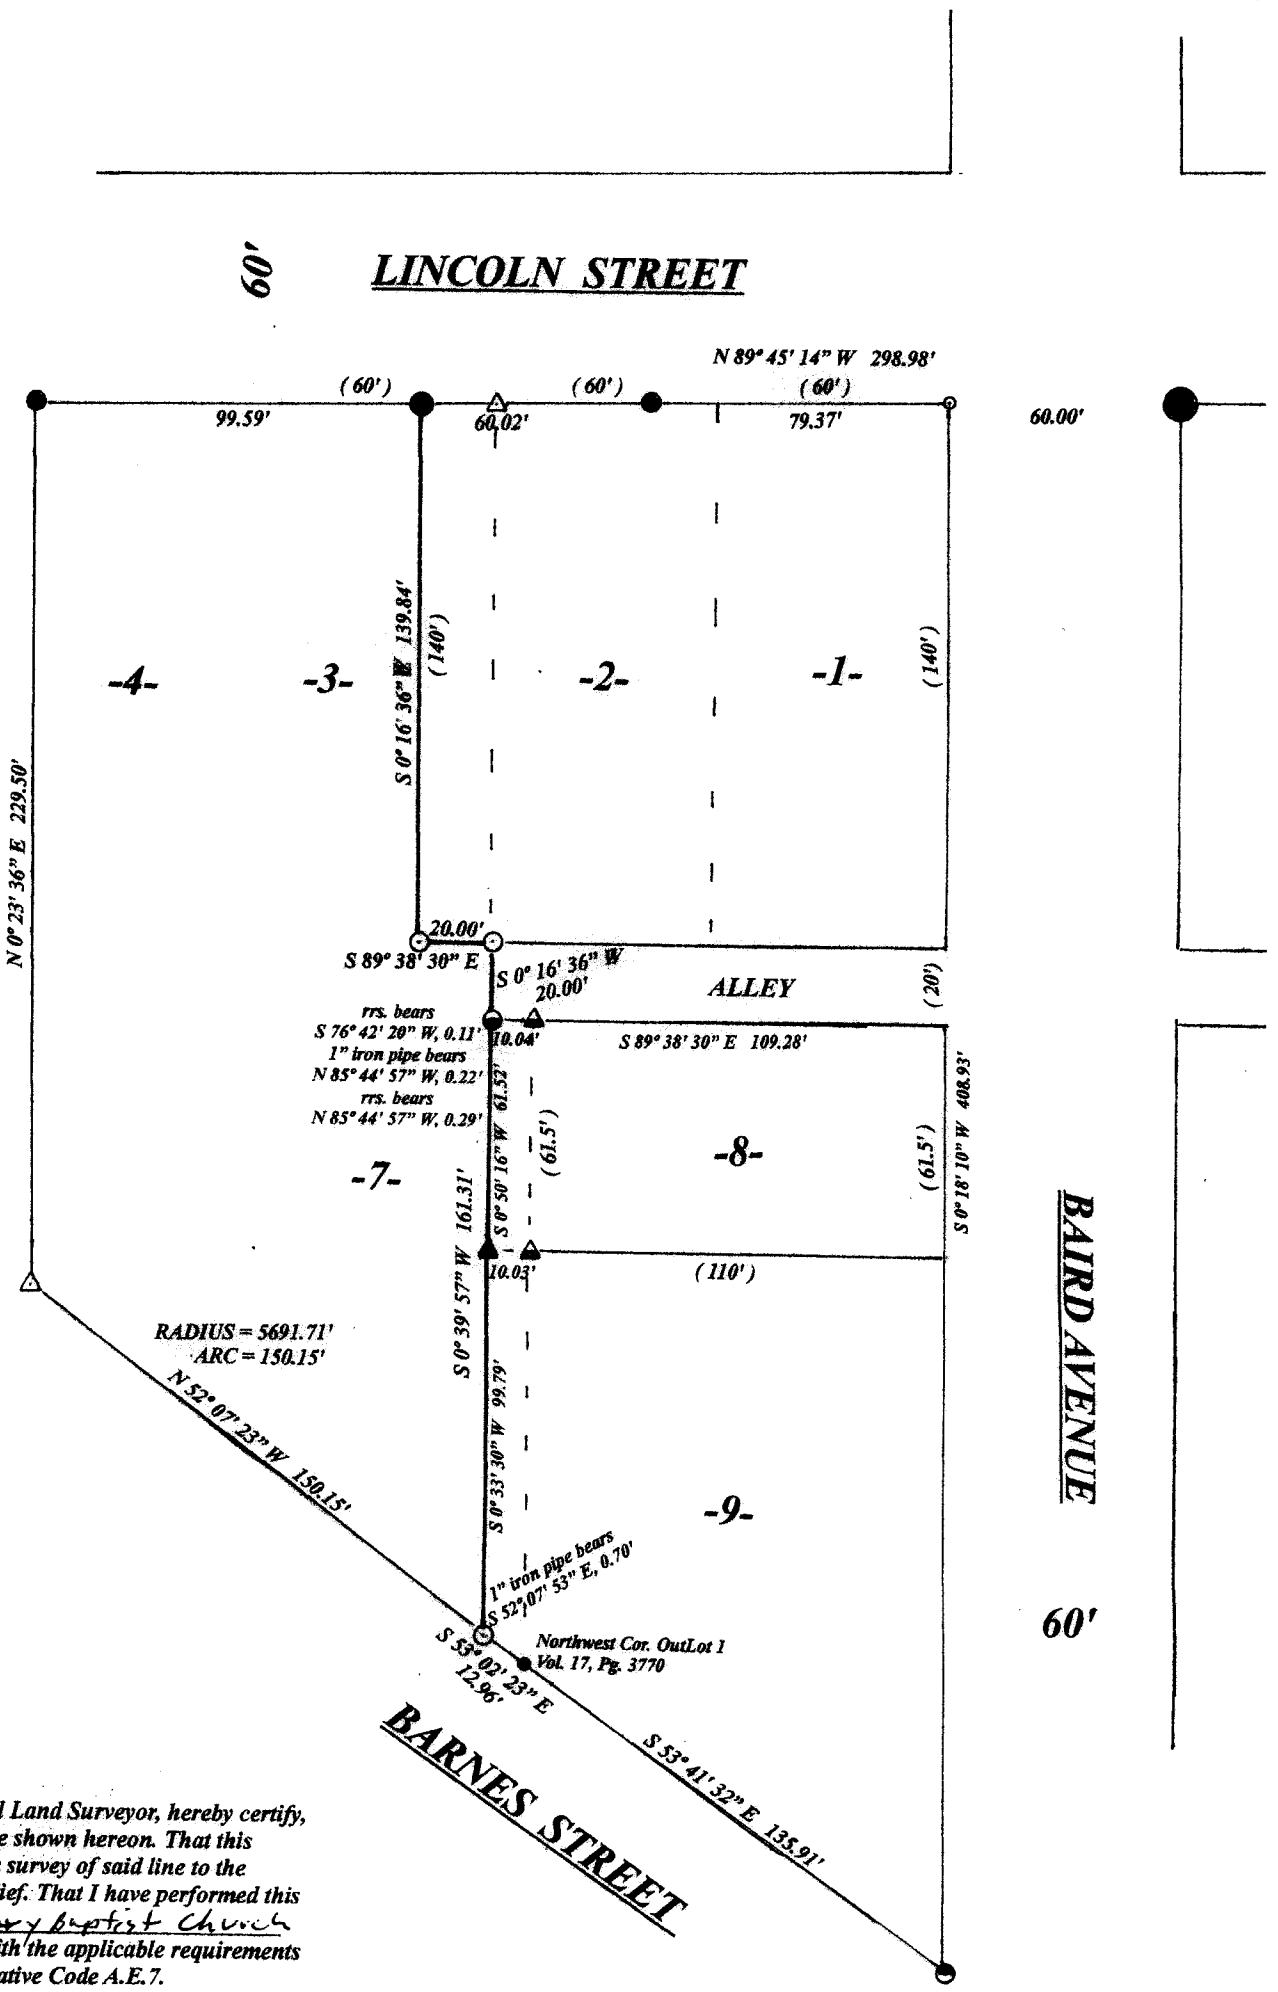 60'
LINCOLN STREET
N 89° 45' 14” W 298.98'
( 60' )
( 60' )
( 60' )
99.59'
60.02'
79.37'
60.00'
S 0° 16' 36” W 139.84'
( 140' )
( 140' )
-4-
-3-
-2-
-1-
N 0° 23' 36” E 229.50'
20.00'
S 89° 38' 30” E
S 0° 16' 36” W
20.00'
ALLEY
( 20' )
rrs. bears
S 76° 42' 20” W, 0.11'
1” iron pipe bears
N 85° 44' 57” W, 0.22'
rrs. bears
N 85° 44' 57” W, 0.29'
10.04'
S 89° 38' 30” E 109.28'
S 0° 50' 16” W 61.52'
( 61.5' )
-8-
( 61.5' )
S 0° 18' 10” W 408.93'
-7-
S 0° 39' 57” W 161.31'
10.03'
( 110' )
BAIRD AVENUE
60'
RADIUS = 5691.71'
ARC = 150.15'
N 52° 07' 23” W 150.15'
S 0° 33' 30” W 99.79'
-9-
1” iron pipe bears
S 52° 07' 53” E, 0.70'
Northwest Cor. OutLot 1
Vol. 17, Pg. 3770
S 53° 02' 23” E
12.96'
S 53° 41' 32” E 135.91'
BARNES STREET
Land Surveyor, hereby certify,
shown hereon. That this
survey of said line to the
That I have performed this
Baptist Church
the applicable requirements
Code A.E.7.